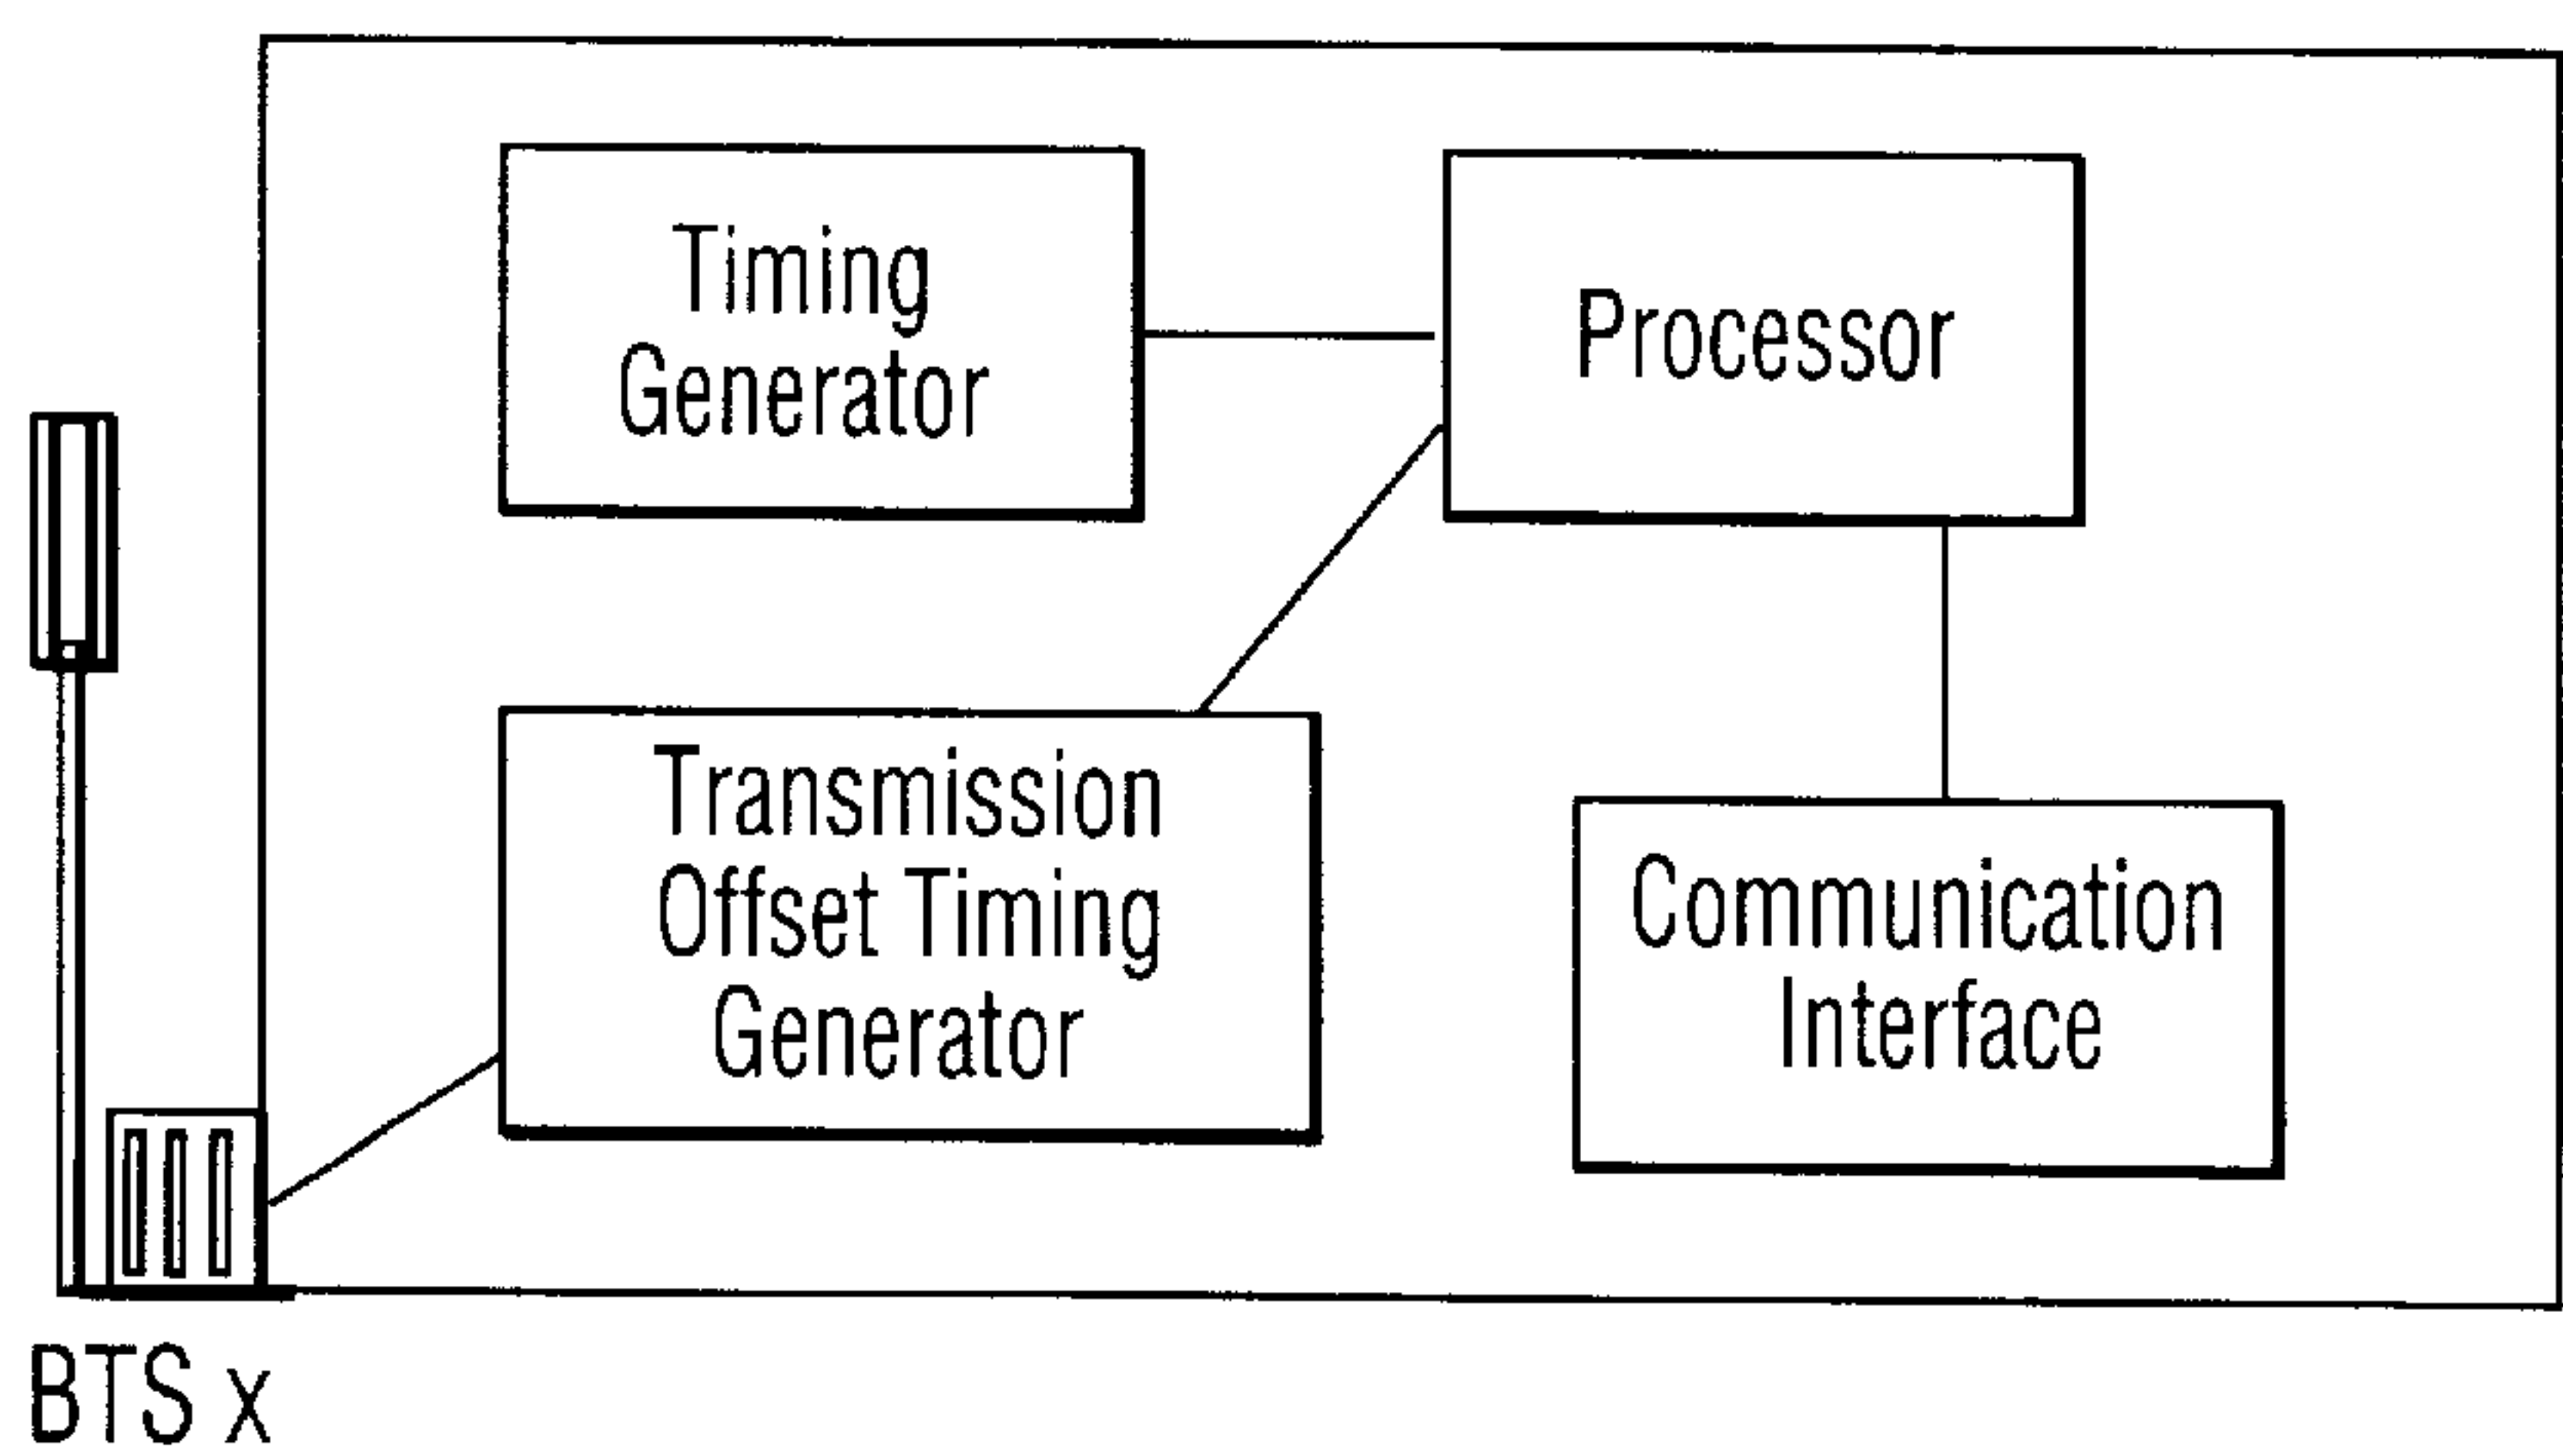 Timing
Generator
Processor
Transmission
Offset Timing
Generator
Communication
Interface
BTS x